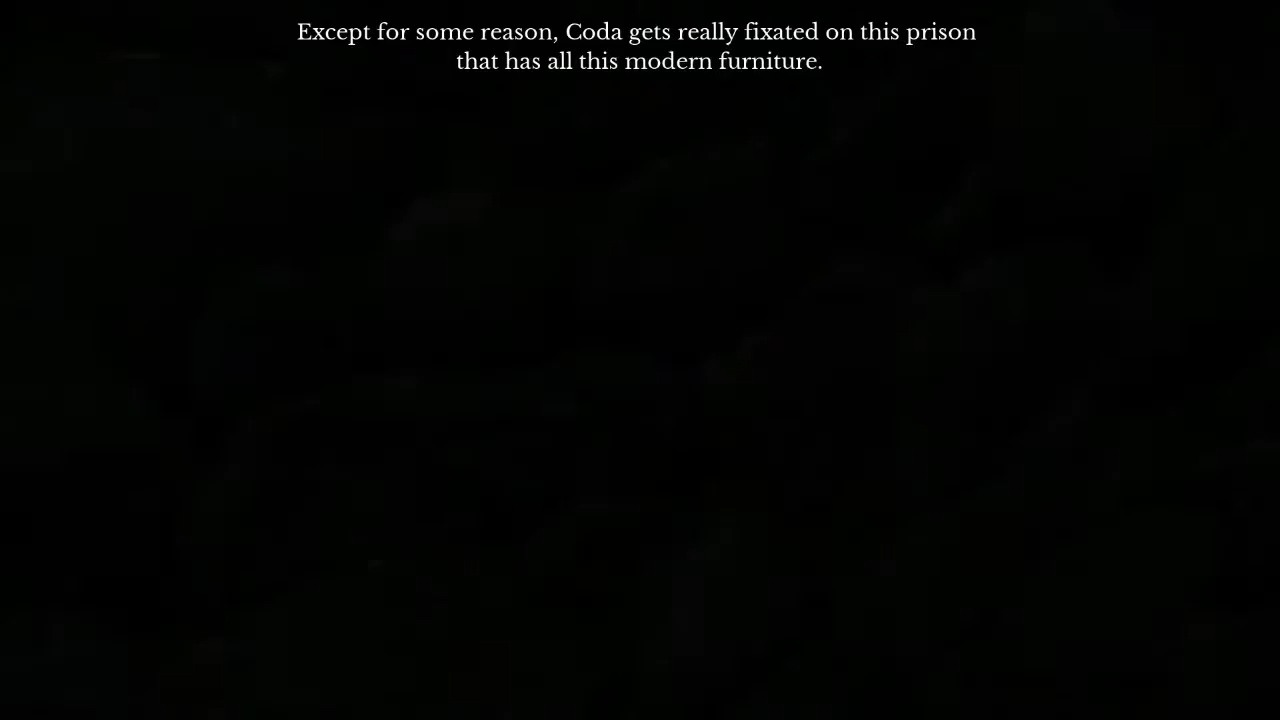 Except for some reason, Coda gets really fixated on this prison
that has all this modern furniture.